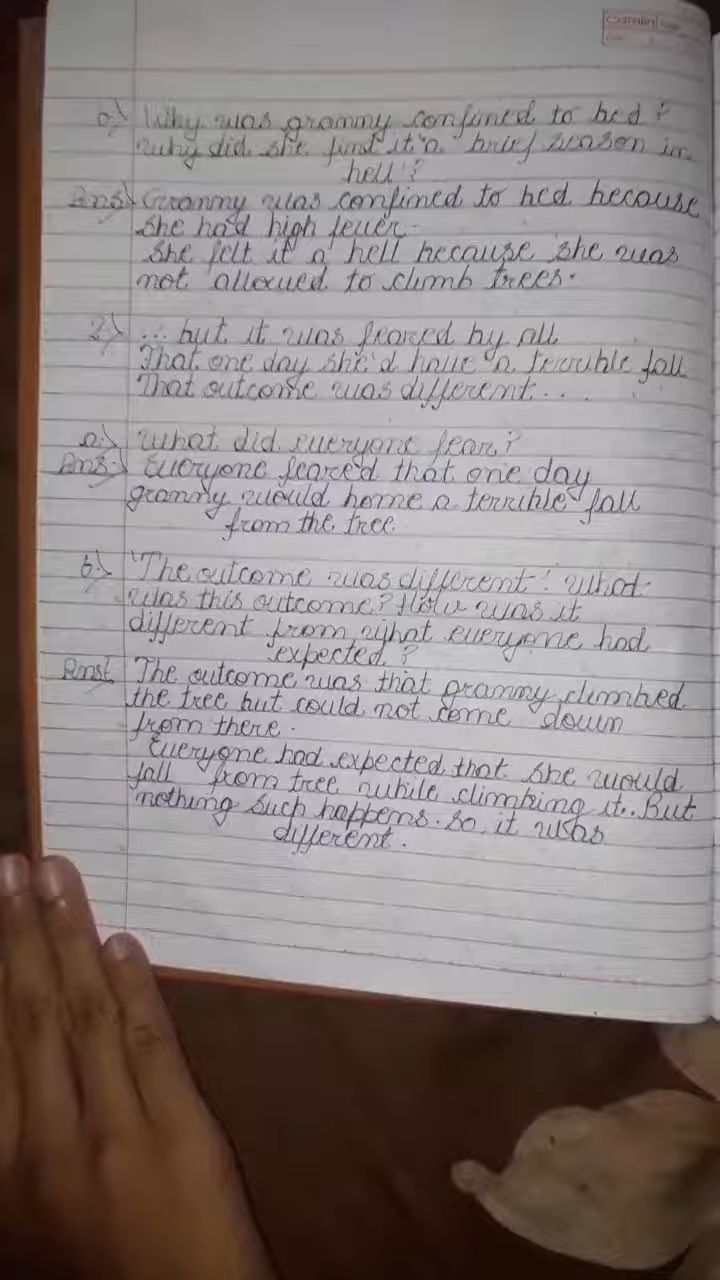 a) Why was granny confined to bed?
Why did she find it 'a brief season in
hell'?
Ans) Granny was confined to bed because
she had high fever.
She felt it a hell because she was
not allowed to climb trees.
2) ... but it was feared by all
That one day she'd have a terrible fall
That outcome was different...
a.) What did everyone fear?
Ans:) Everyone feared that one day
granny would home a terrible fall
from the tree
b.) 'The outcome was different'. What
was this outcome? How was it
different from what everyone had
expected?
Ans) The outcome was that granny climbed
the tree but could not come down
from there.
Everyone had expected that she would
fall from tree while climbing it.. But
nothing such happens. So, it was
different.